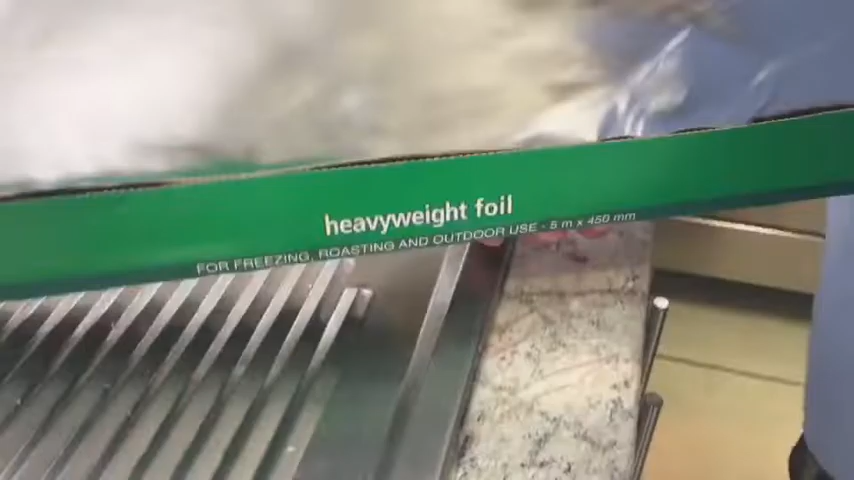 heavyweight foil
FOR FREEZING, ROASTING AND OUTDOOR USE - 5 m x 450 mm